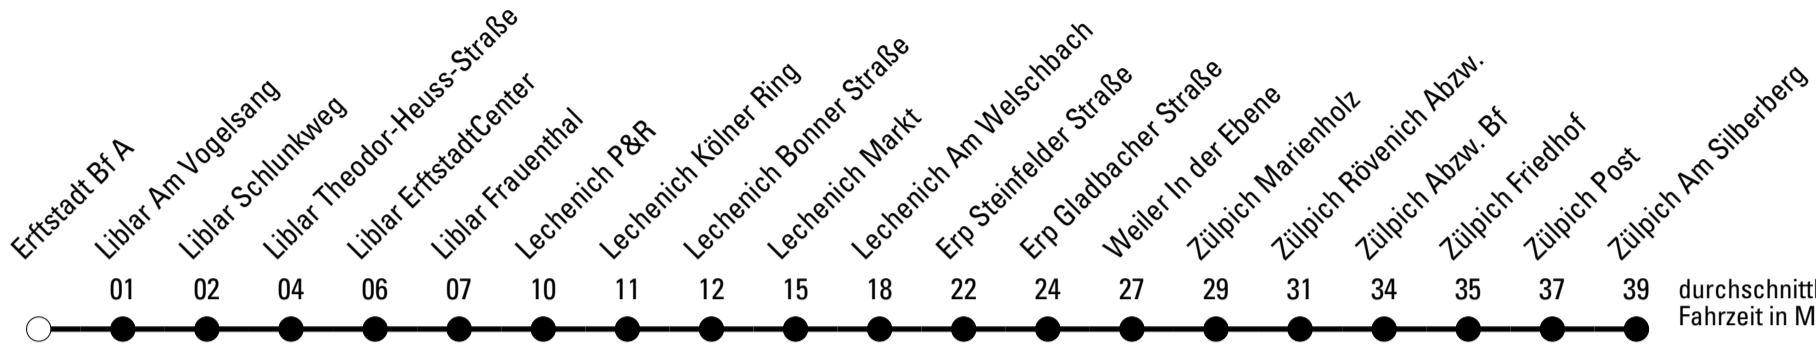 Erftstadt Bf A
Liblar Am Vogelsang
Liblar Schlunkweg
Liblar Theodor-Heuss-Straße
Liblar ErftstadtCenter
Liblar Frauenthal
Lechenich P&R
Lechenich Kölner Ring
Lechenich Bonner Straße
Lechenich Markt
Lechenich Am Welschbach
Erp Steinfelder Straße
Erp Gladbacher Straße
Weiler In der Ebene
Zülpich Marienholz
Zülpich Rövenich Abzw.
Zülpich Abzw. Bf
Zülpich Friedhof
Zülpich Post
Zülpich Am Silberberg
01 02 04 06 07 10 11 12 15 18 22 24 27 29 31 34 35 37 39
Fahrzeit in